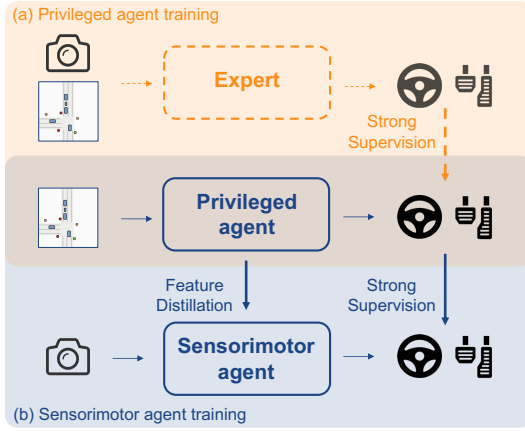 (a) Privileged agent training
Expert
Strong
Supervision
Privileged
agent
Feature
Distillation
Strong
Supervision
Sensorimotor
agent
(b) Sensorimotor agent training